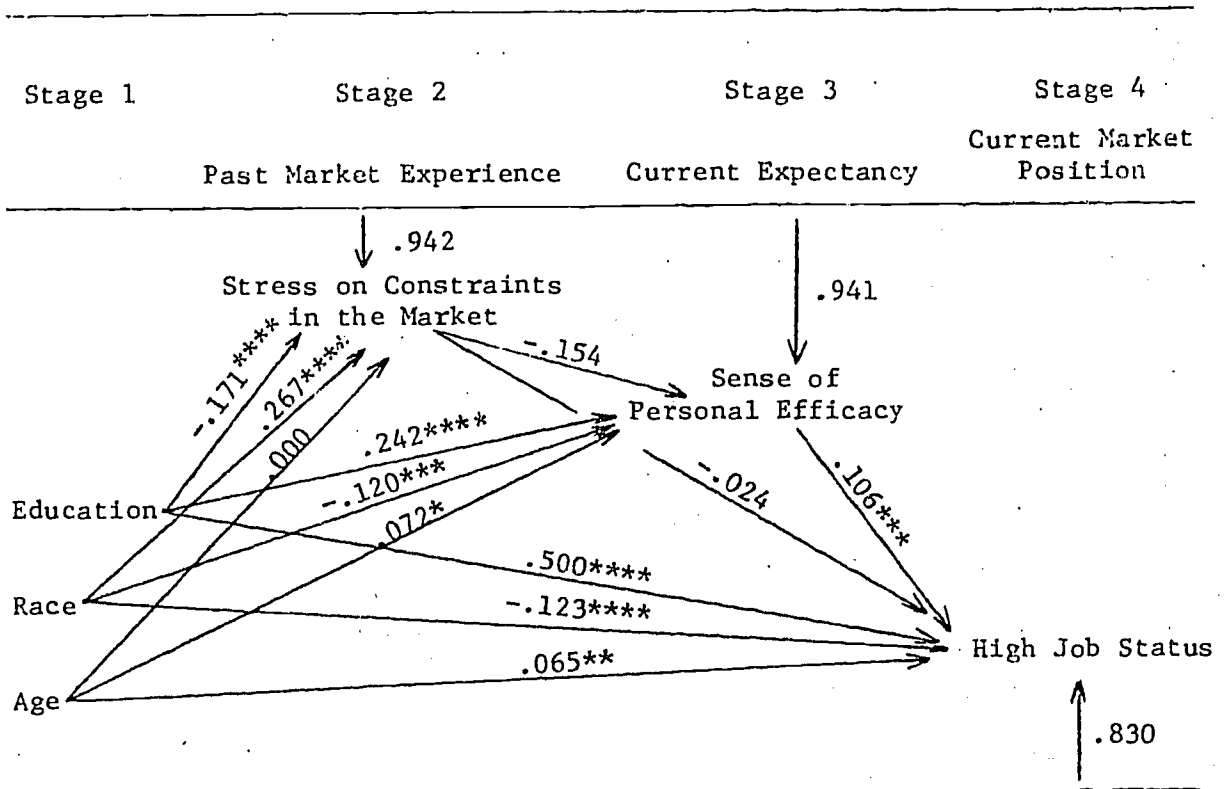 Stage 1 Stage 2 Stage 3 Stage 4
Current Market
Past Market Experience Current Expectancy Position
.942
Stress on Constraints
in the Market
.941
-.171****
.267****
.000
-.154
Sense of
Personal Efficacy
.242****
-.120***
.072*
-.024
.106***
Education
.500****
Race
-.123****
High Job Status
.065**
Age
.830